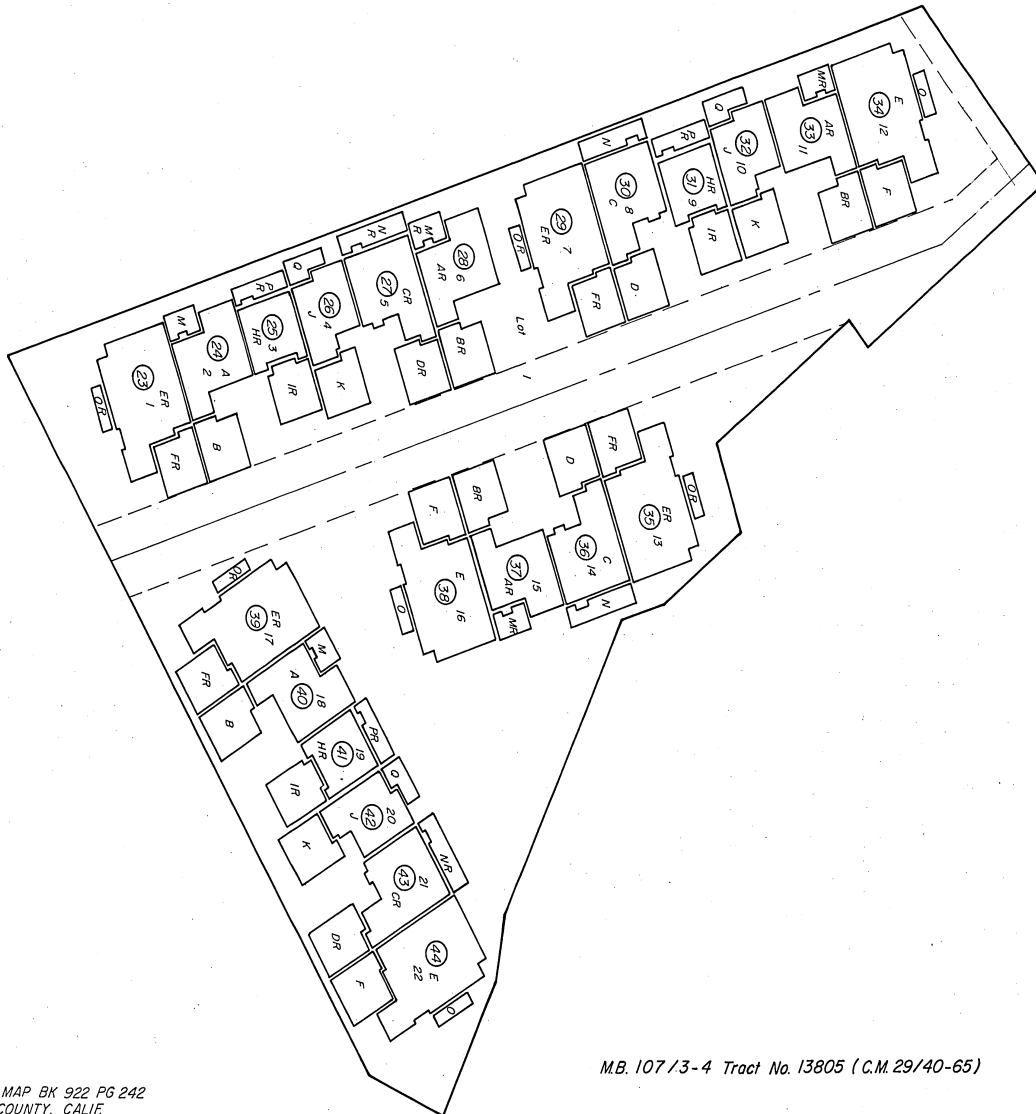 MR
E
34
12
O
AR
33
11
BR
F
Q
32
10
J
K
P
R
HR
31
9
IR
N
30
8
C
D
29
7
ER
OR
FR
Lot
1
M
R
28
6
AR
BR
N
R
27
5
CR
DR
Q
26
4
J
K
P
R
25
3
HR
IR
M
24
2
A
B
23
1
ER
OR
FR
FR
ER
35
13
OR
D
C
36
14
N
BR
15
37
AR
MR
F
E
38
16
O
OR
ER
39
17
FR
M
A
40
18
B
PR
19
41
HR
IR
Q
20
42
J
K
NR
21
43
CR
DR
44
E
22
F
O
MAP BK 922 PG 242
COUNTY, CALIF.
M.B. 107/3-4 Tract No. 13805 (C.M. 29/40-65)